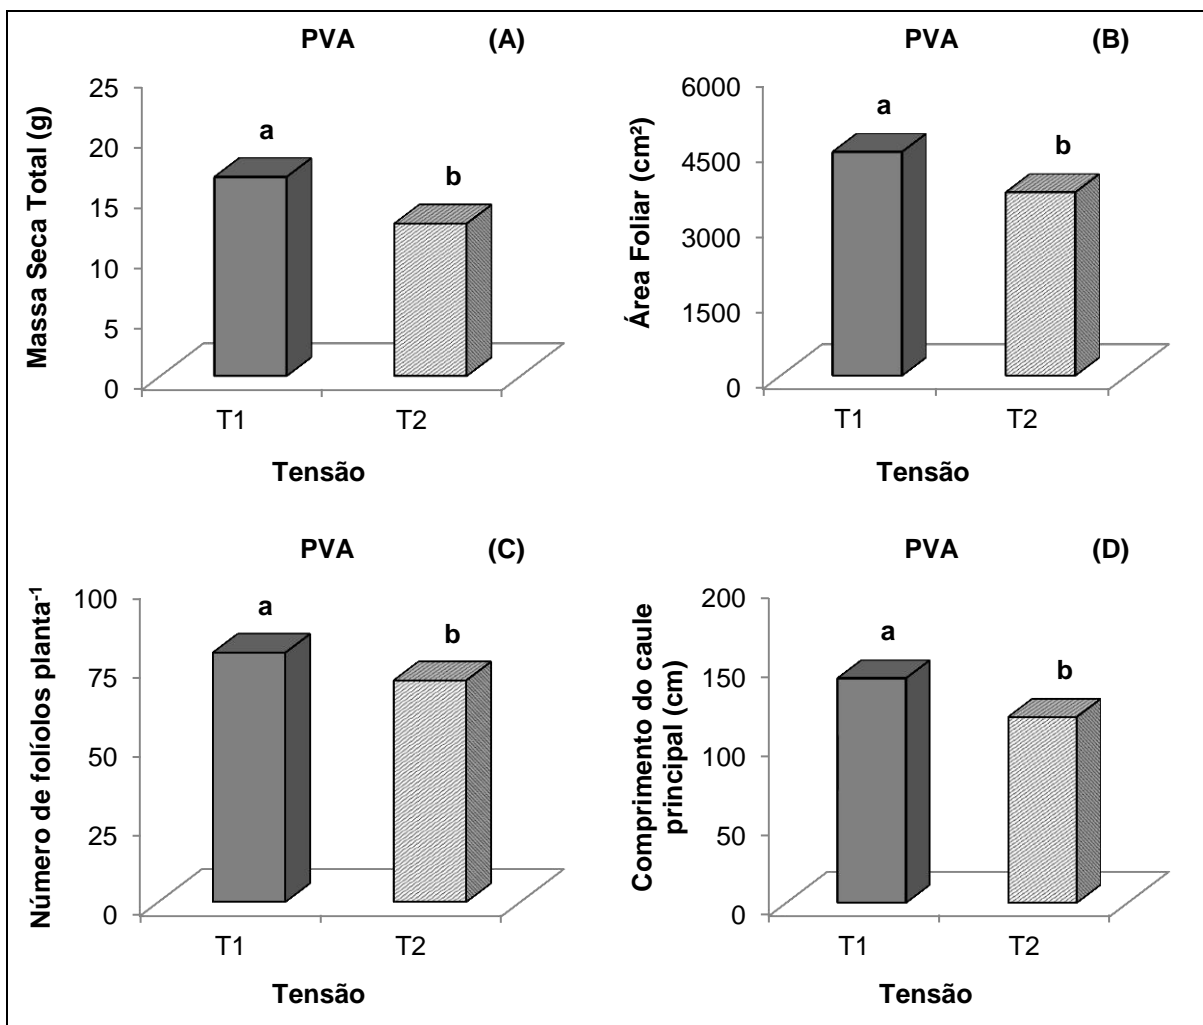 PVA (A)
Massa Seca Total (g)
25
20
15
10
5
0
a
b
T1 T2
Tensão
PVA (B)
Área Foliar (cm²)
6000
4500
3000
1500
0
a
b
T1 T2
Tensão
PVA (C)
Número de folíolos planta⁻¹
100
75
50
25
0
a
b
T1 T2
Tensão
PVA (D)
Comprimento do caule
principal (cm)
200
150
100
50
0
a
b
T1 T2
Tensão